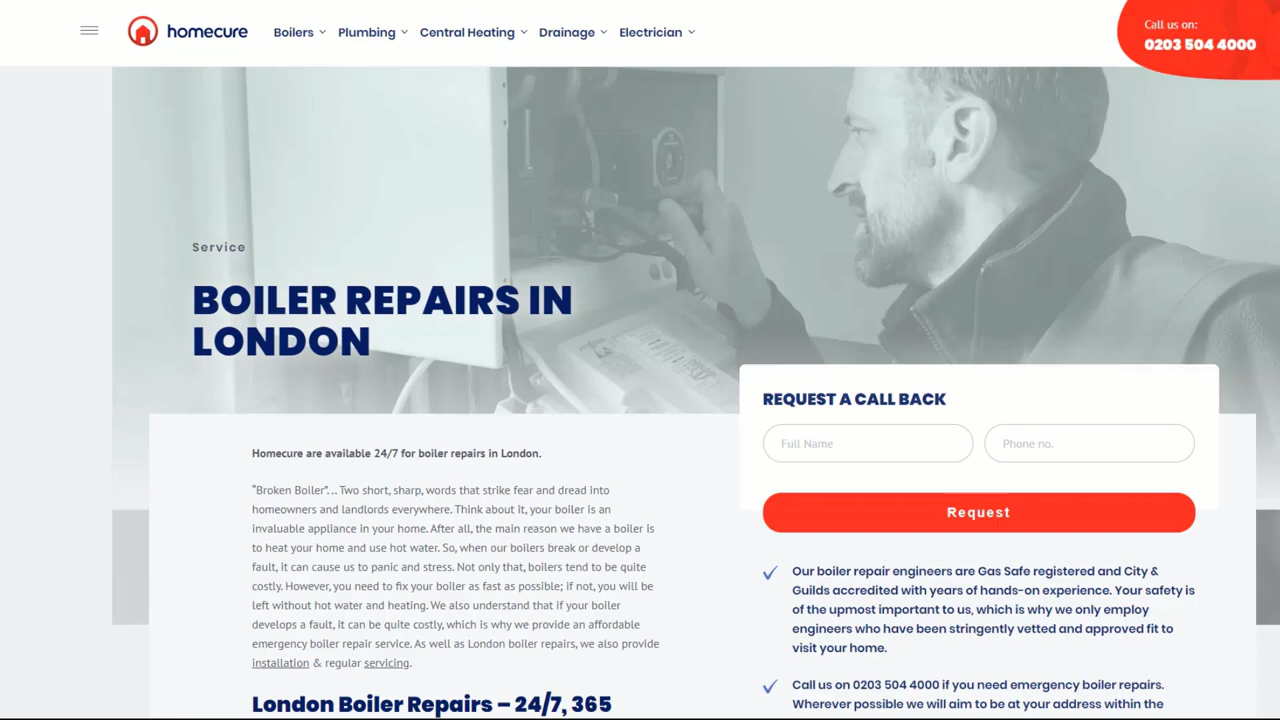 homecure
Boilers
Plumbing
Central Heating
Drainage
Electrician
Call us on:
0203 504 4000
Service
BOILER REPAIRS IN
LONDON
REQUEST A CALL BACK
Full Name
Phone no.
Request
Homecure are available 24/7 for boiler repairs in London.
“Broken Boiler”… Two short, sharp, words that strike fear and dread into
homeowners and landlords everywhere. Think about it, your boiler is an
invaluable appliance in your home. After all, the main reason we have a boiler is
to heat your home and use hot water. So, when our boilers break or develop a
fault, it can cause us to panic and stress. Not only that, boilers tend to be quite
costly. However, you need to fix your boiler as fast as possible; if not, you will be
left without hot water and heating. We also understand that if your boiler
develops a fault, it can be quite costly, which is why we provide an affordable
emergency boiler repair service. As well as London boiler repairs, we also provide
installation & regular servicing.
London Boiler Repairs – 24/7, 365
Our boiler repair engineers are Gas Safe registered and City &
Guilds accredited with years of hands-on experience. Your safety is
of the upmost important to us, which is why we only employ
engineers who have been stringently vetted and approved fit to
visit your home.
Call us on 0203 504 4000 if you need emergency boiler repairs.
Wherever possible we will aim to be at your address within the